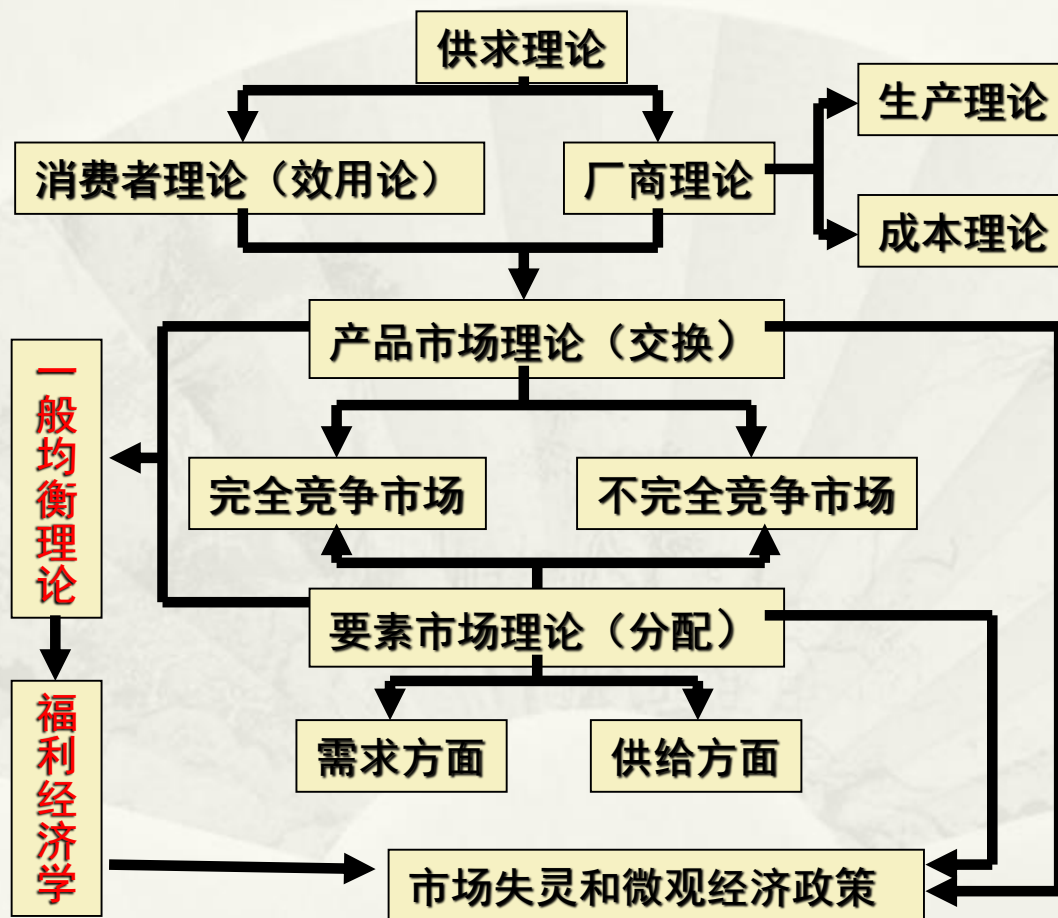 供求理论
生产理论
消费者理论（效用论）
厂商理论
成本理论
产品市场理论（交换）
一般均衡理论
完全竞争市场
不完全竞争市场
要素市场理论（分配）
福利经济学
需求方面
供给方面
市场失灵和微观经济政策